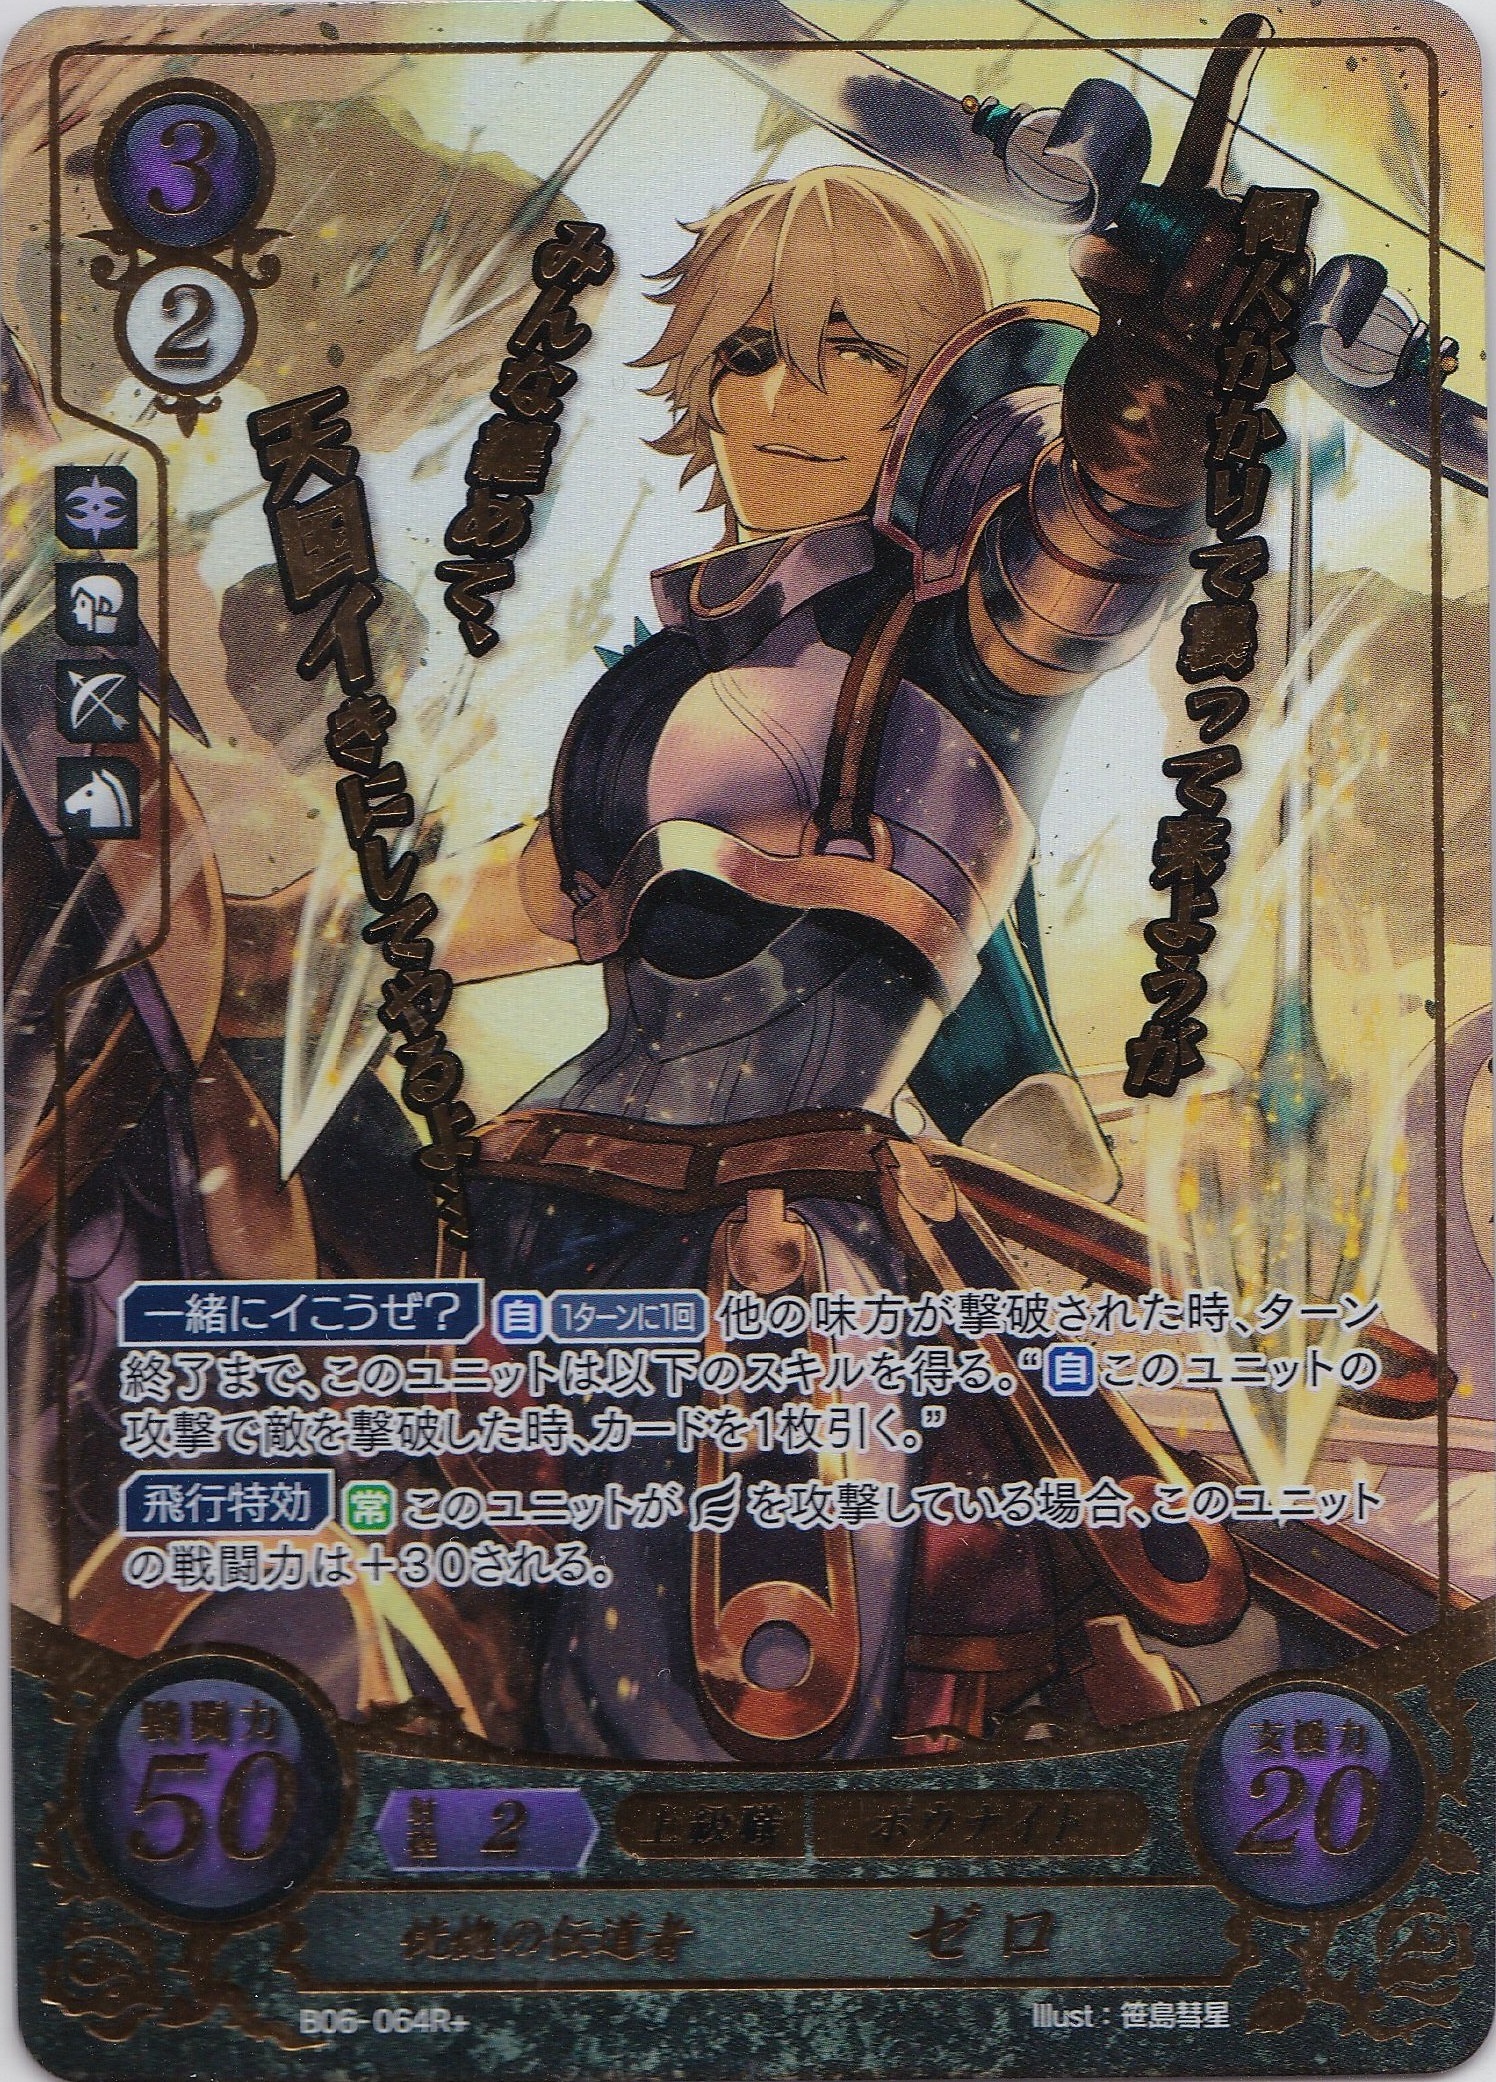 3
2
何人がかりで襲って来ようが
みんな纏めて、
天国イきにしてやるよ…
一緒にイこうぜ? 自 1ターンに1回 他の味方が撃破された時、ターン
終了まで、このユニットは以下のスキルを得る。“自このユニットの
攻撃で敵を撃破した時、カードを1枚引く。”
飛行特効 常 このユニットが を攻撃している場合、このユニット
の戦闘力は+30される。
戦闘力
50
射程 2 上級職 ボウナイト
支援力
20
の伝道者 ゼロ
B06-064R+ Illust：笹島彗星